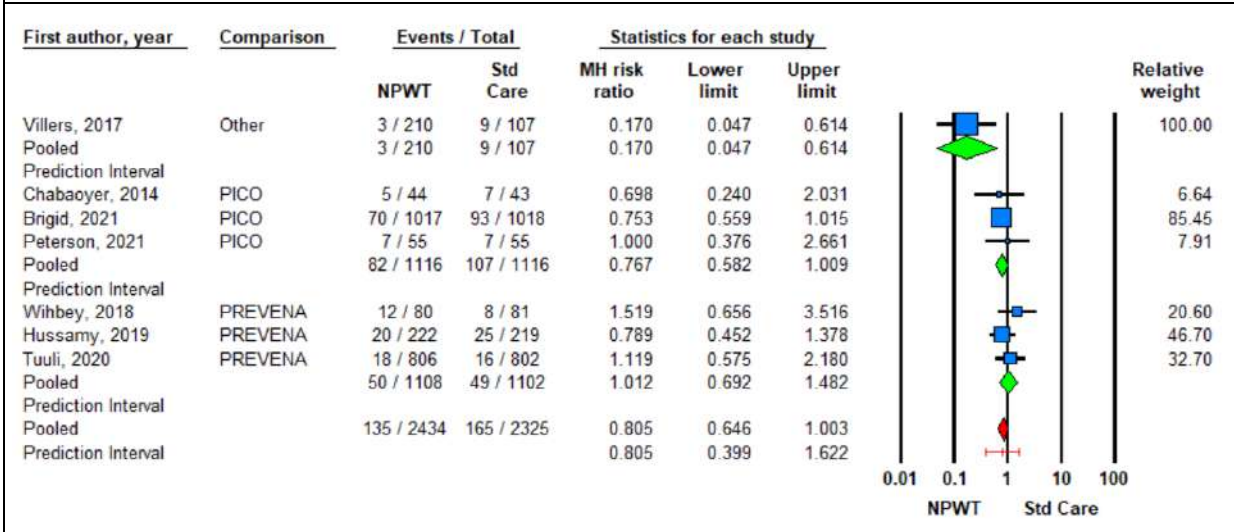 First author, year Comparison Events / Total Statistics for each study
NPWT Std Care MH risk ratio Lower limit Upper limit Relative weight
Villers, 2017 Other 3 / 210 9 / 107 0.170 0.047 0.614 100.00
Pooled 3 / 210 9 / 107 0.170 0.047 0.614
Prediction Interval
Chabaoyer, 2014 PICO 5 / 44 7 / 43 0.698 0.240 2.031 6.64
Brigid, 2021 PICO 70 / 1017 93 / 1018 0.753 0.559 1.015 85.45
Peterson, 2021 PICO 7 / 55 7 / 55 1.000 0.376 2.661 7.91
Pooled 82 / 1116 107 / 1116 0.767 0.582 1.009
Prediction Interval
Wihbey, 2018 PREVENA 12 / 80 8 / 81 1.519 0.656 3.516 20.60
Hussamy, 2019 PREVENA 20 / 222 25 / 219 0.789 0.452 1.378 46.70
Tuuli, 2020 PREVENA 18 / 806 16 / 802 1.119 0.575 2.180 32.70
Pooled 50 / 1108 49 / 1102 1.012 0.692 1.482
Prediction Interval
Pooled 135 / 2434 165 / 2325 0.805 0.646 1.003
Prediction Interval 0.805 0.399 1.622
0.01 0.1 1 10 100
NPWT Std Care